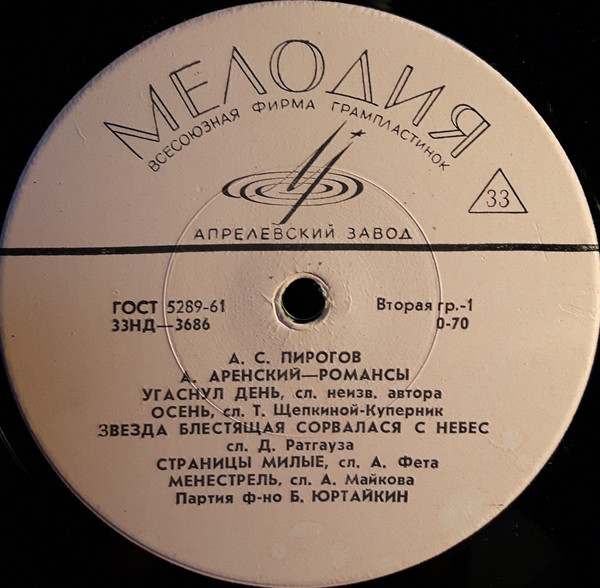 МЕЛОДИЯ
ВСЕСОЮЗНАЯ ФИРМА ГРАМПЛАСТИНОК
33
АПРЕЛЕВСКИЙ ЗАВОД
ГОСТ 5289-61 Вторая гр.-1
33НД—3686 0-70
А. С. ПИРОГОВ
А. АРЕНСКИЙ—РОМАНСЫ
УГАСНУЛ ДЕНЬ, сл. неизв. автора
ОСЕНЬ, сл. Т. Щепкиной-Куперник
ЗВЕЗДА БЛЕСТЯЩАЯ СОРВАЛАСЯ С НЕБЕС
сл. Д. Ратгауза
СТРАНИЦЫ МИЛЫЕ, сл. А. Фета
МЕНЕСТРЕЛЬ, сл. А. Майкова
Партия ф-но Б. ЮРТАЙКИН